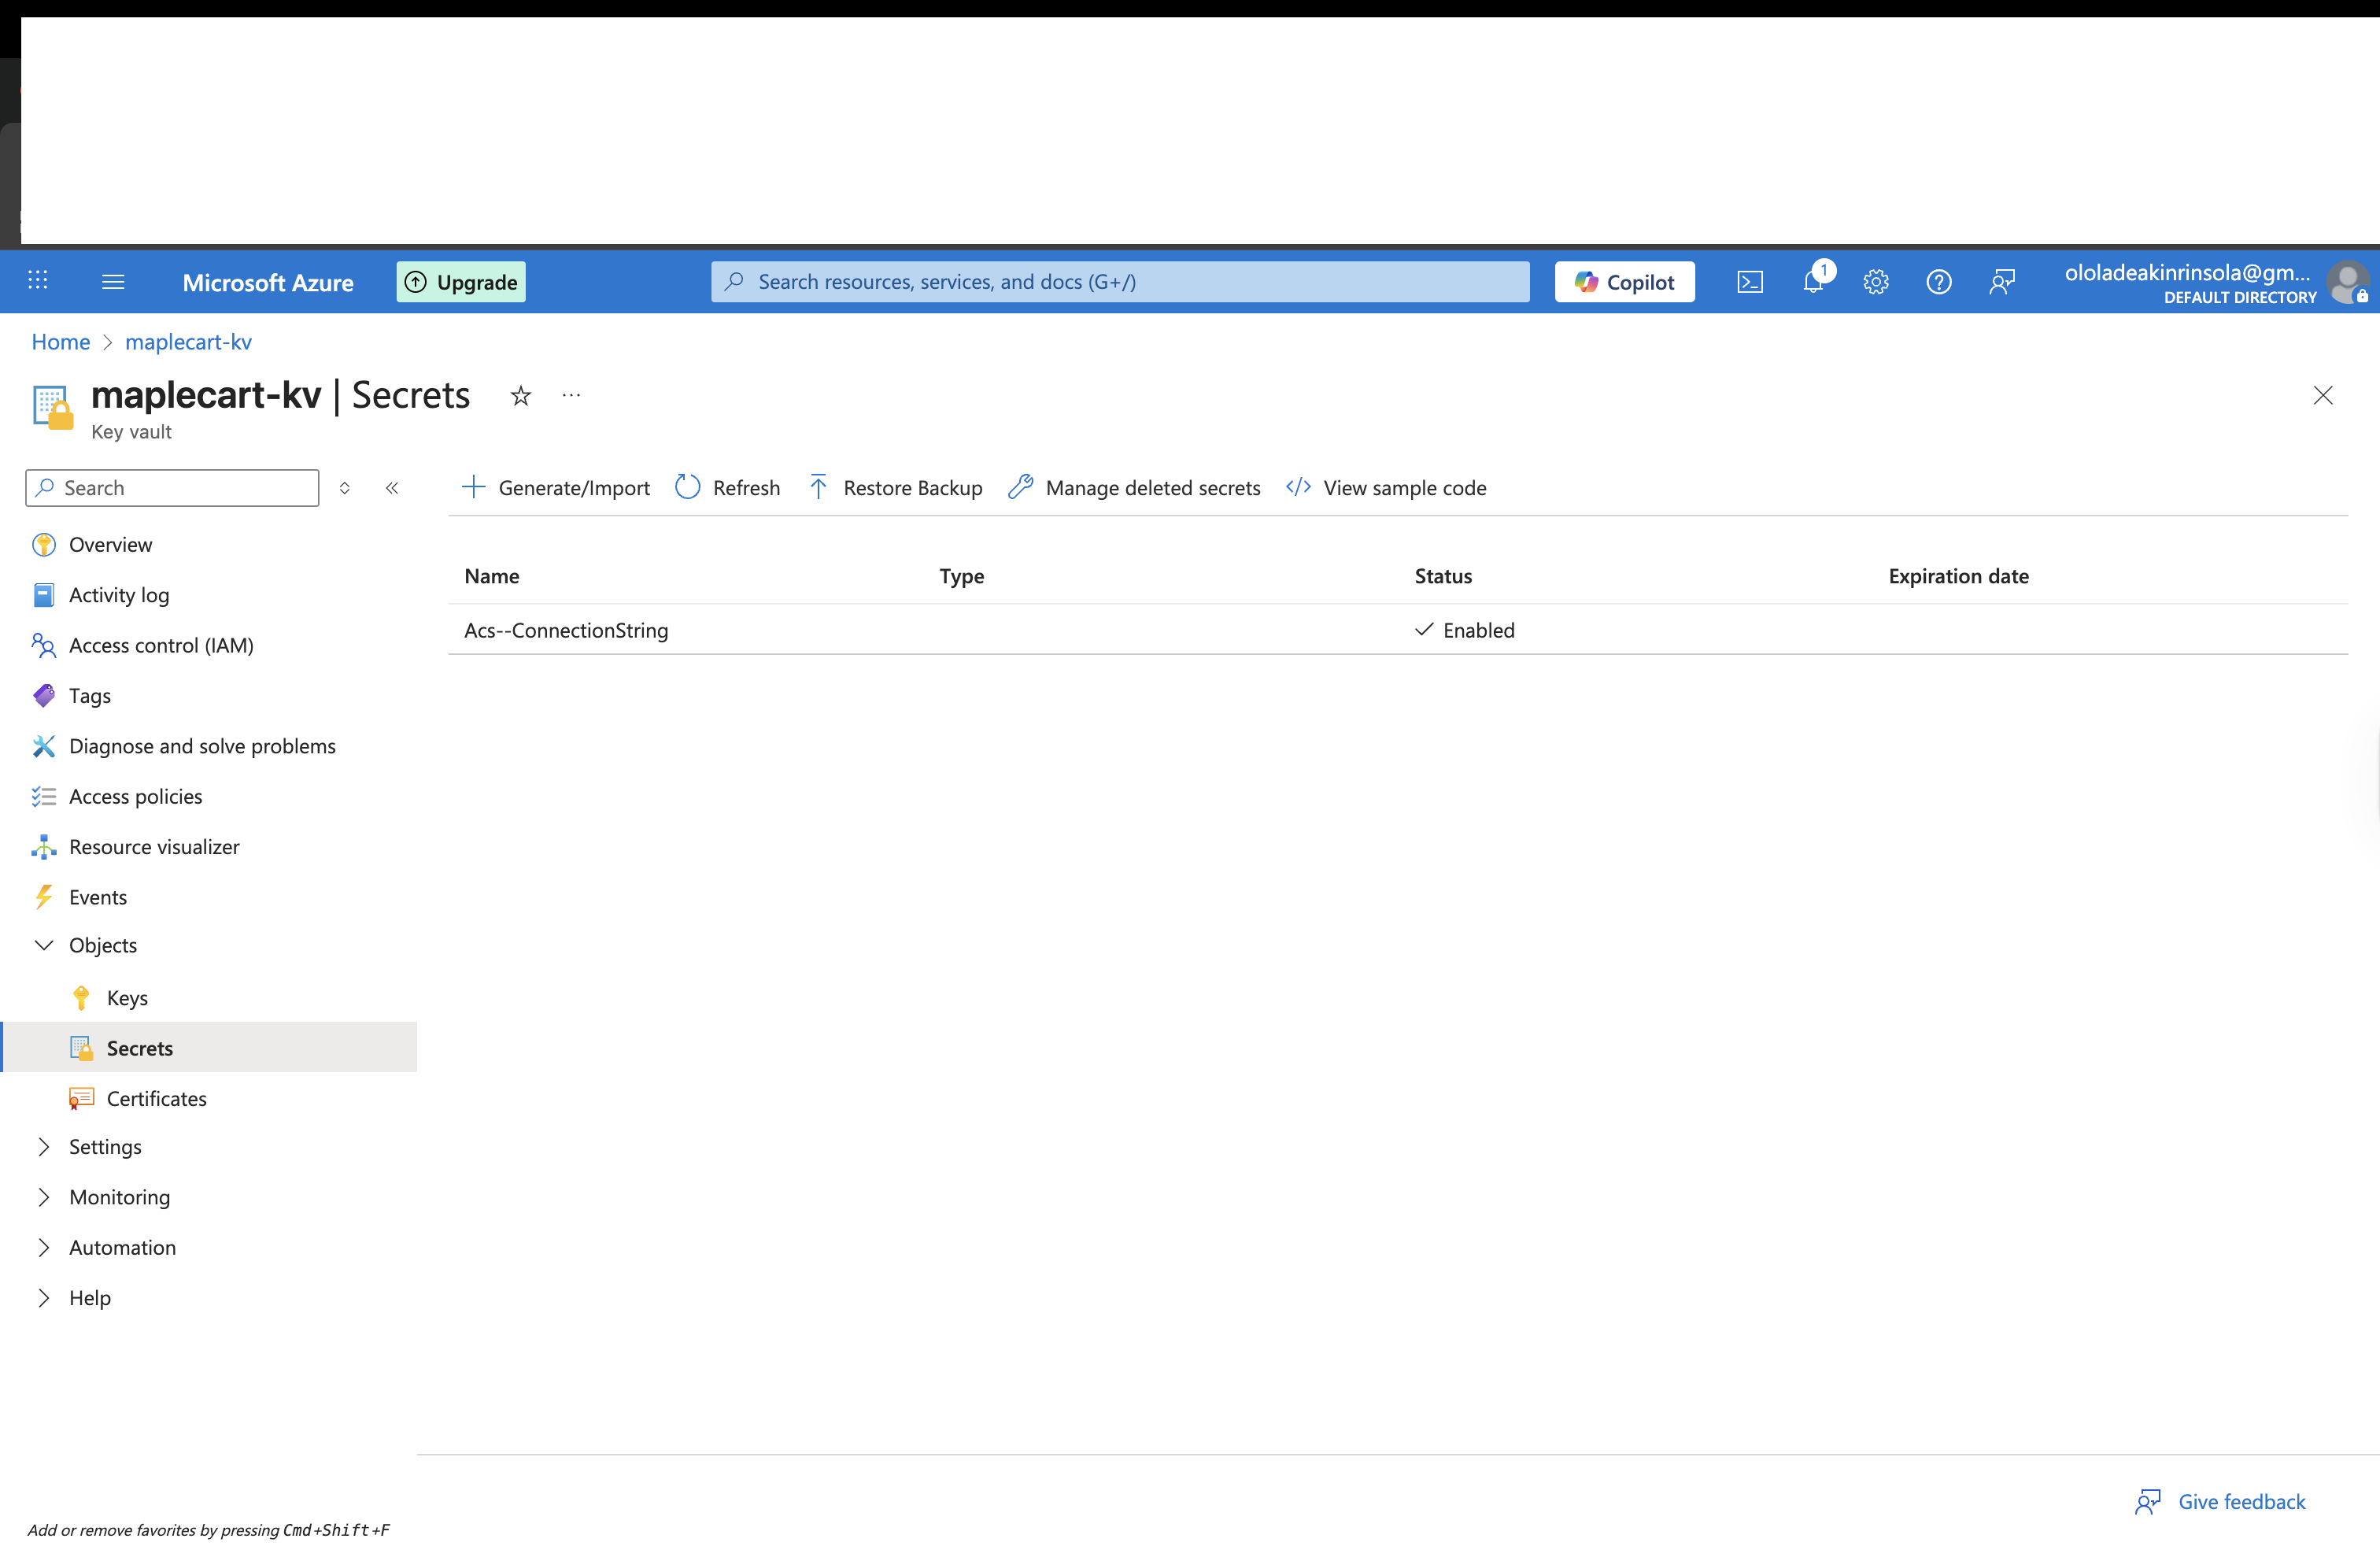 Microsoft Azure
Upgrade
Search resources, services, and docs (G+/)
Copilot
1
ololadeakinrinsola@gm...
DEFAULT DIRECTORY
Home > maplecart-kv
maplecart-kv | Secrets
Key vault
Search
Generate/Import
Refresh
Restore Backup
Manage deleted secrets
View sample code
Overview
Activity log
Access control (IAM)
Tags
Diagnose and solve problems
Access policies
Resource visualizer
Events
Objects
Keys
Secrets
Certificates
Settings
Monitoring
Automation
Help
Name Type Status Expiration date
Acs--ConnectionString Enabled
Give feedback
Add or remove favorites by pressing Cmd+Shift+F